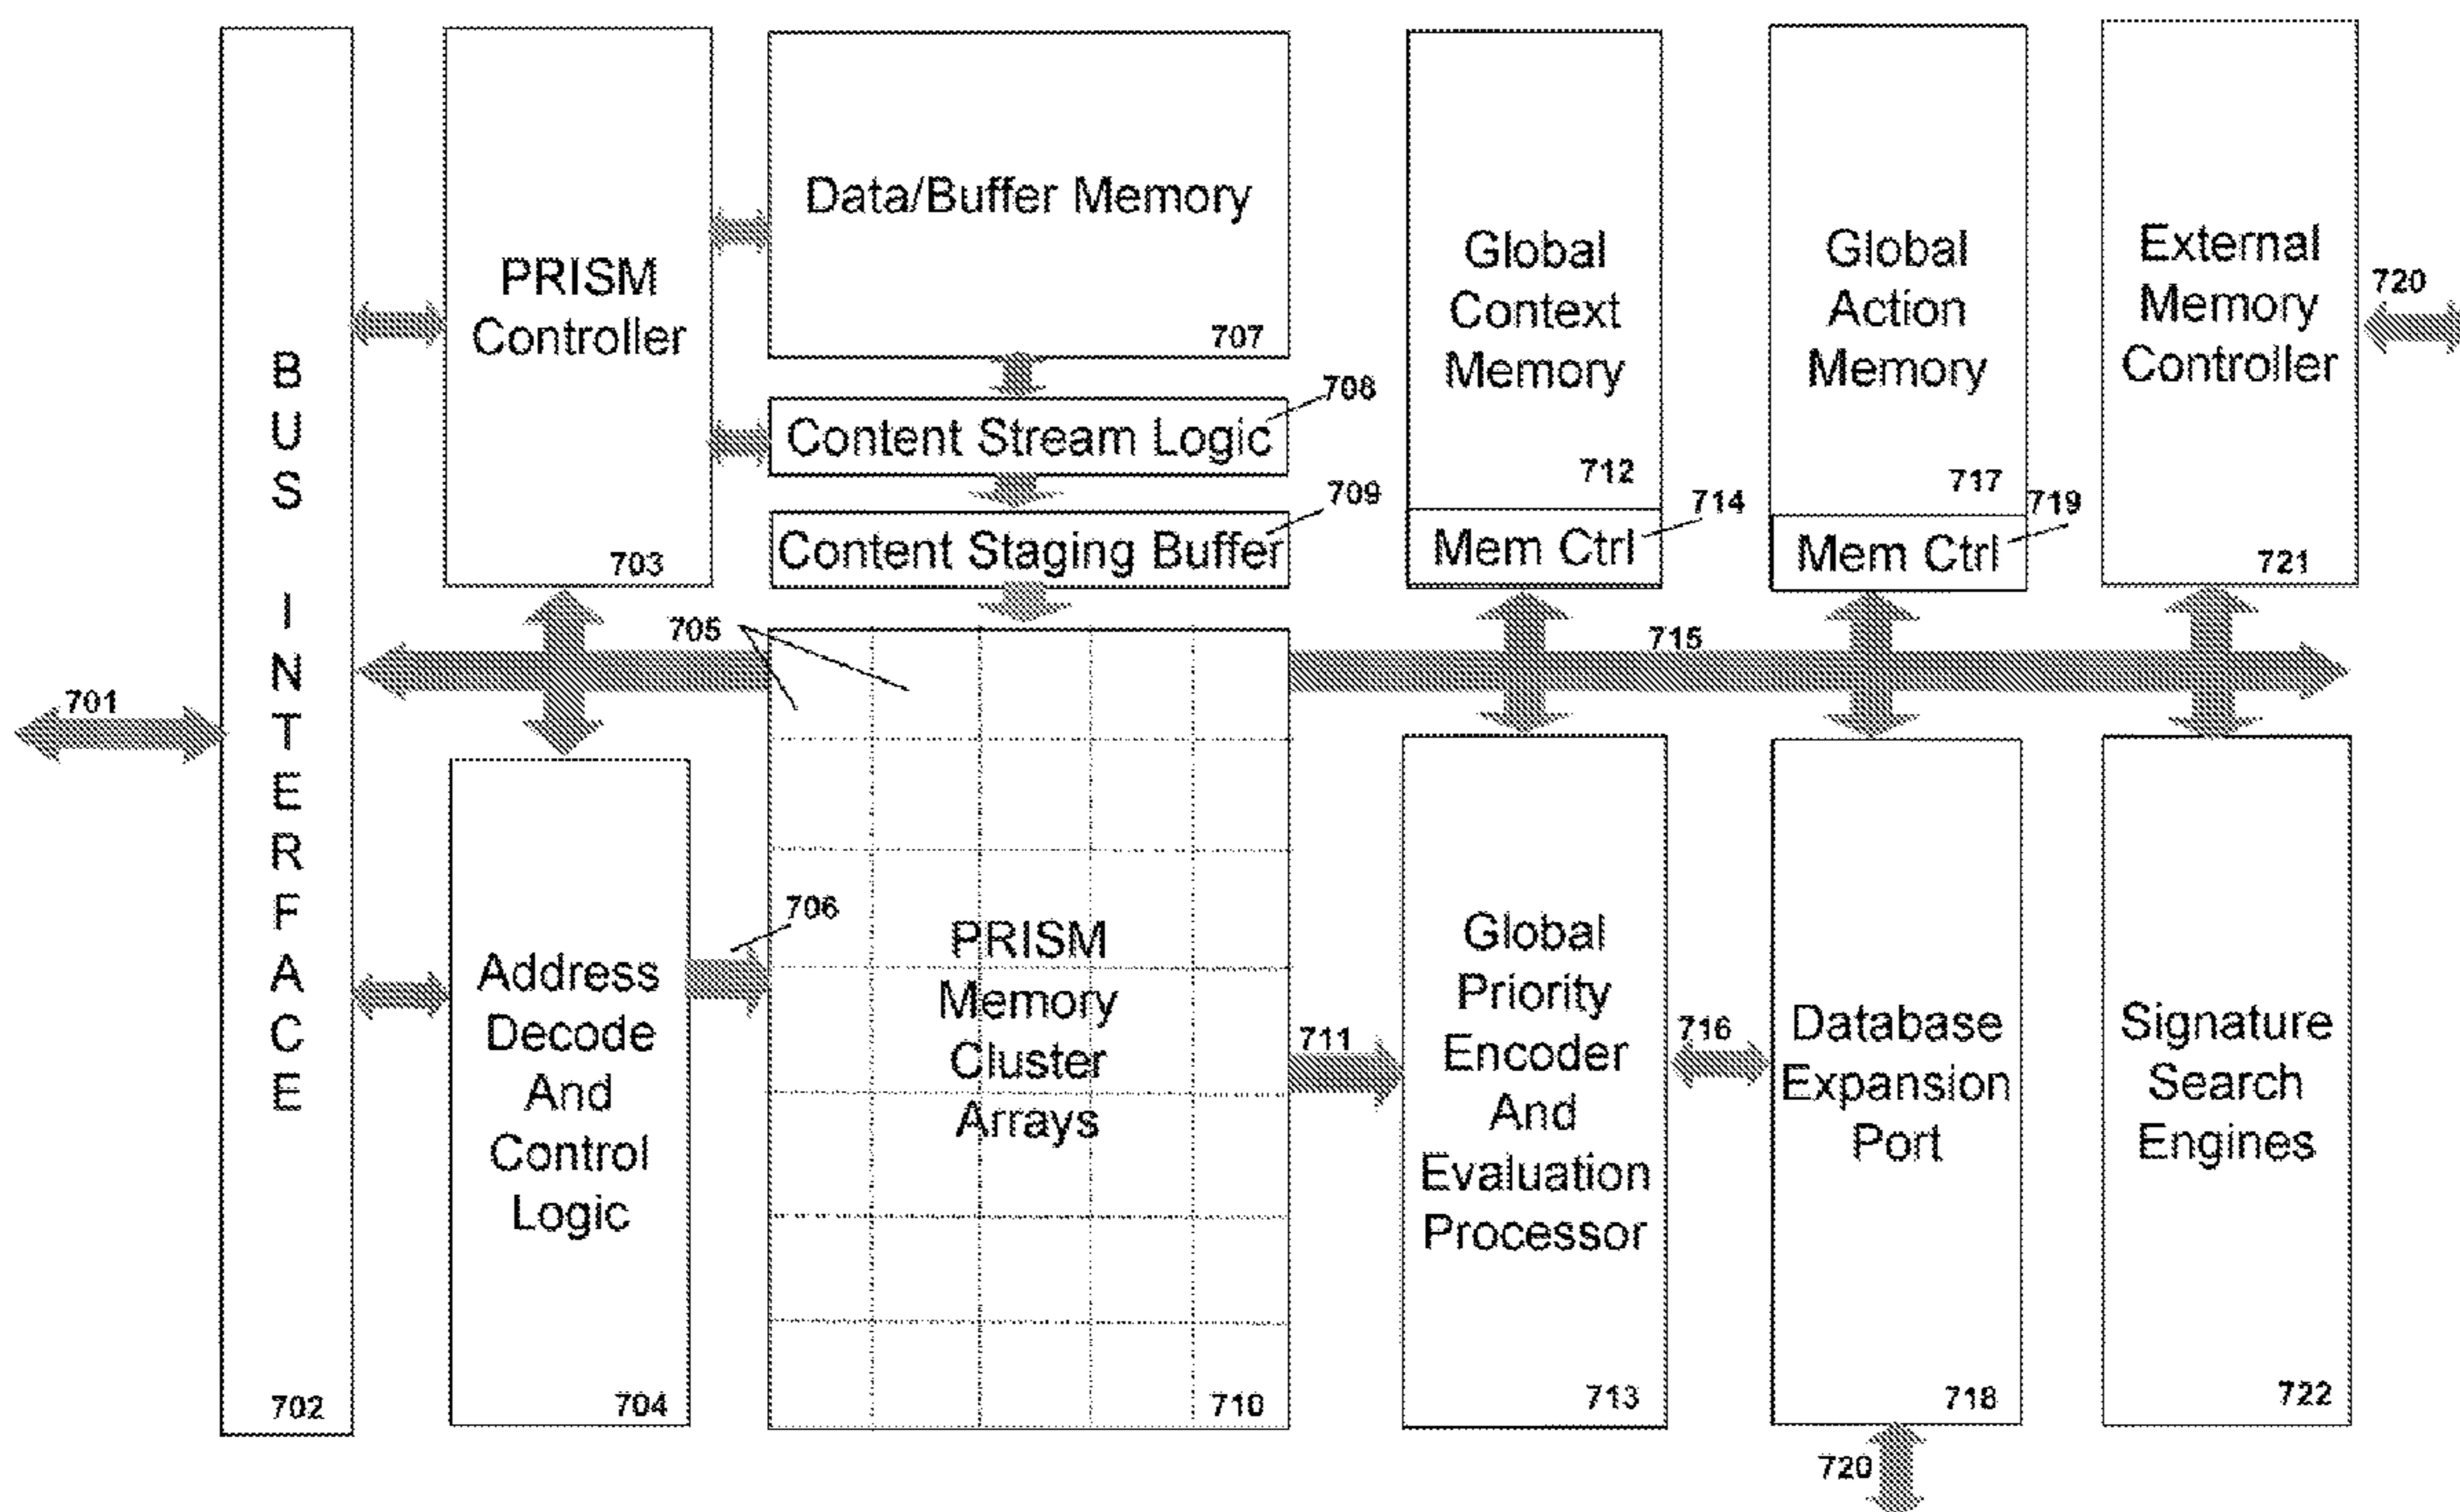 701
B
U
S
I
N
T
E
R
F
A
C
E
702
PRISM
Controller
703
Address
Decode
And
Control
Logic
704
705
706
Data/Buffer Memory
707
Content Stream Logic
708
Content Staging Buffer
709
PRISM
Memory
Cluster
Arrays
710
711
Global
Context
Memory
712
Mem Ctrl
714
715
Global
Priority
Encoder
And
Evaluation
Processor
713
716
Global
Action
Memory
717
Mem Ctrl
719
Database
Expansion
Port
718
720
External
Memory
Controller
721
720
Signature
Search
Engines
722